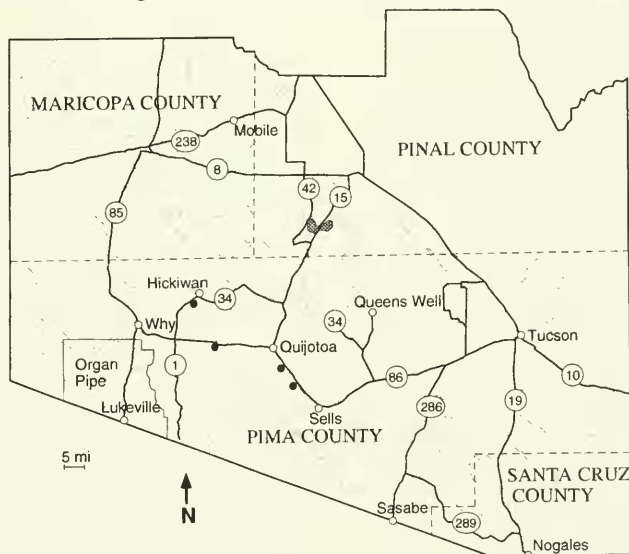 MARICOPA COUNTY
Mobile
238
PINAL COUNTY
8
42
15
85
Hickiwan
34
Queens Well
34
Why
Quijotoa
Tucson
Organ
Pipe
1
86
10
286
19
Lukeville
Sells
PIMA COUNTY
5 mi
SANTA CRUZ
COUNTY
N
Sasabe
289
Nogales